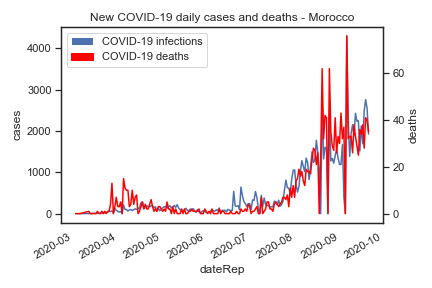 New COVID-19 daily cases and deaths - Morocco
COVID-19 infections
COVID-19 deaths
4000
3000
2000
1000
0
cases
60
40
20
0
deaths
2020-03
2020-04
2020-05
2020-06
2020-07
2020-08
2020-09
2020-10
dateRep